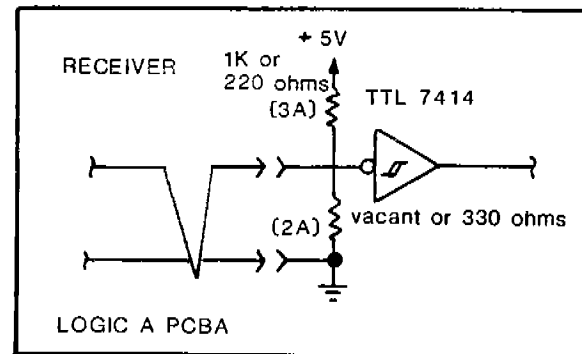 + 5V
RECEIVER
1K or
220 ohms
(3A)
TTL 7414
(2A)
vacant or 330 ohms
LOGIC A PCBA